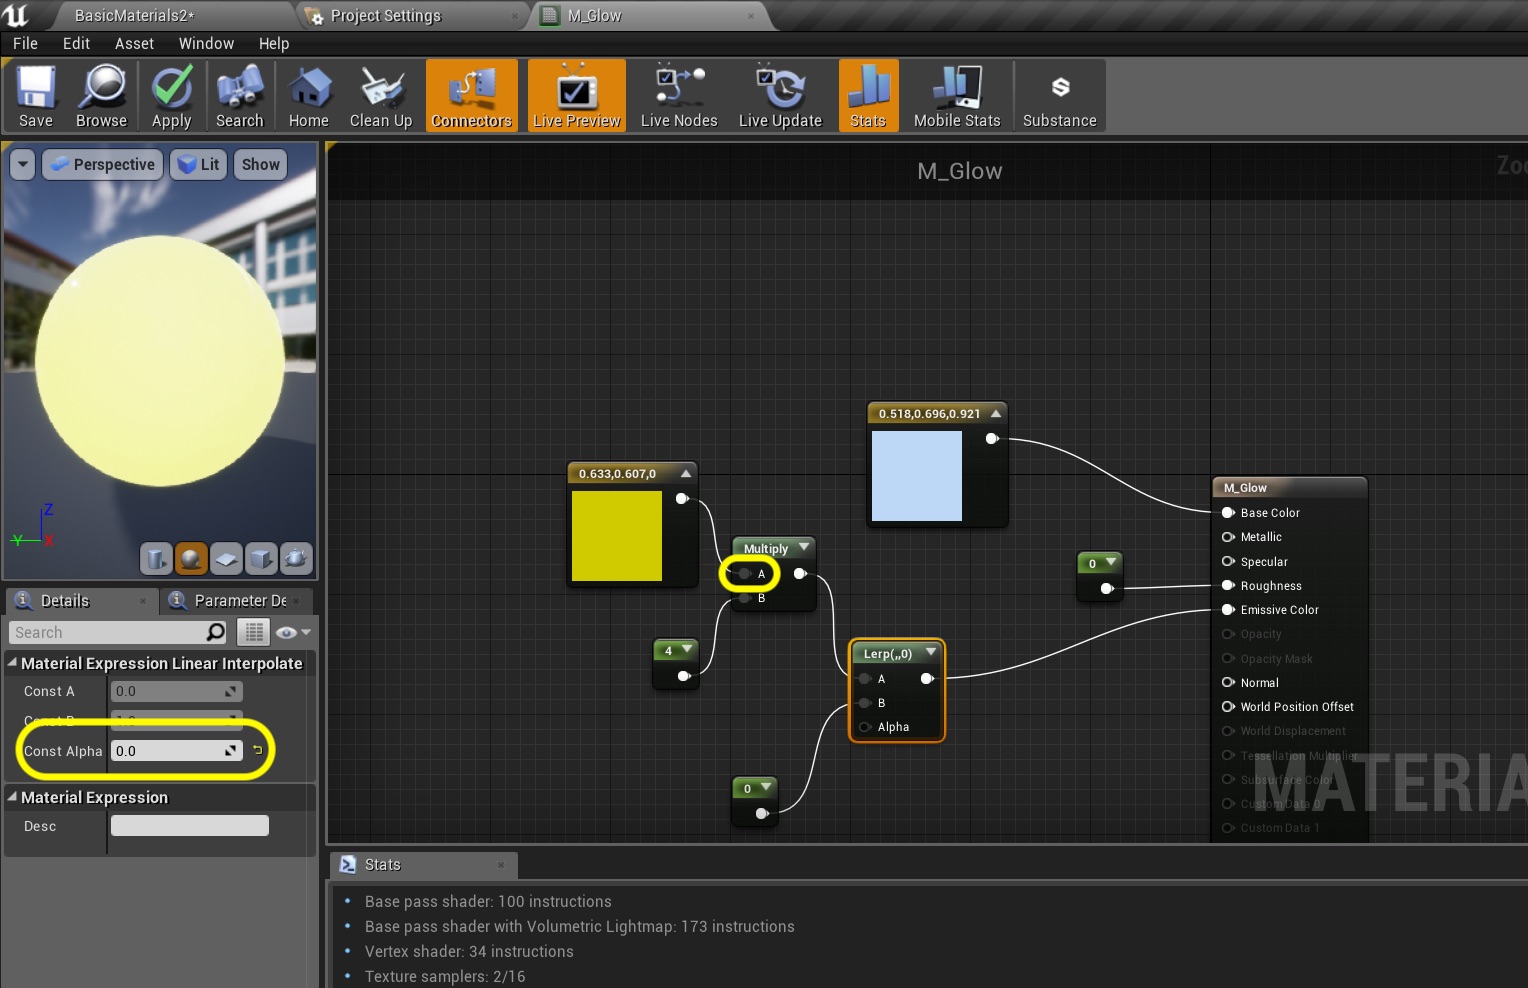 BasicMaterials2*
Project Settings
M_Glow
File Edit Asset Window Help
Save Browse Apply Search Home Clean Up Connectors Live Preview Live Nodes Live Update Stats Mobile Stats Substance
Perspective Lit Show
Z
Y X
M_Glow
0.518,0.696,0.921
0.633,0.607,0
Multiply
A
B
4
Lerp(,,0)
A
B
Alpha
0
0
M_Glow
Base Color
Metallic
Specular
Roughness
Emissive Color
Opacity
Opacity Mask
Normal
World Position Offset
World Displacement
Tessellation Multiplier
Subsurface Color
Custom Data 0
Custom Data 1
Details
Parameter De
Search
Material Expression Linear Interpolate
Const A 0.0
Const B 1.0
Const Alpha 0.0
Material Expression
Desc
Stats
Base pass shader: 100 instructions
Base pass shader with Volumetric Lightmap: 173 instructions
Vertex shader: 34 instructions
Texture samplers: 2/16